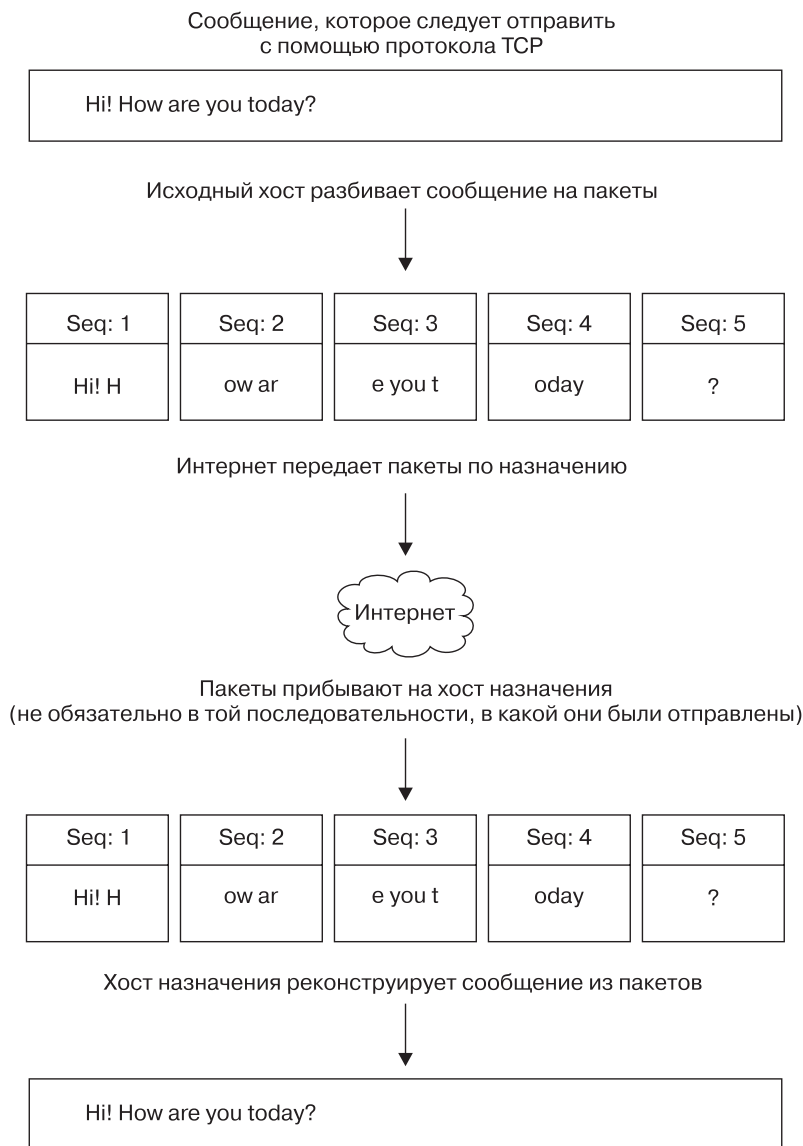 Сообщение, которое следует отправить
с помощью протокола TCP
Hi! How are you today?
Исходный хост разбивает сообщение на пакеты
Seq: 1 Seq: 2 Seq: 3 Seq: 4 Seq: 5
Hi! H ow ar e you t oday ?
Интернет передает пакеты по назначению
Интернет
Пакеты прибывают на хост назначения
(не обязательно в той последовательности, в какой они были отправлены)
Seq: 1 Seq: 2 Seq: 3 Seq: 4 Seq: 5
Hi! H ow ar e you t oday ?
Хост назначения реконструирует сообщение из пакетов
Hi! How are you today?